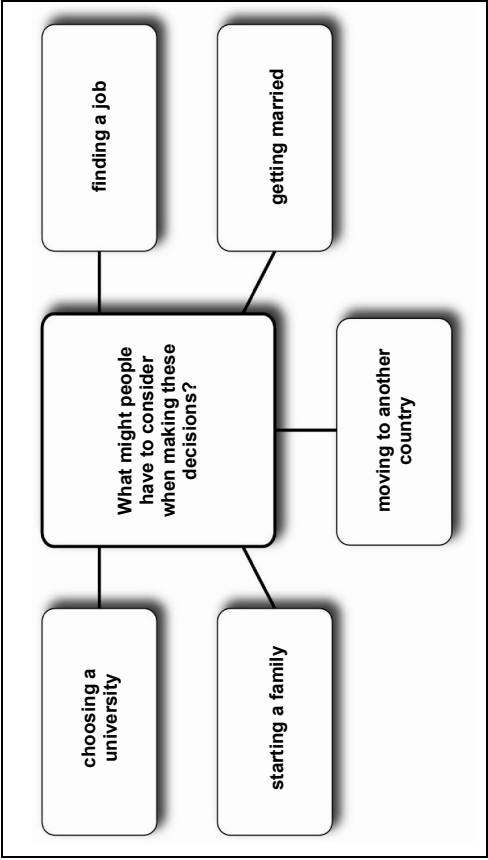 What might people
have to consider
when making these
decisions?
choosing a
university
finding a job
starting a family
getting married
moving to another
country